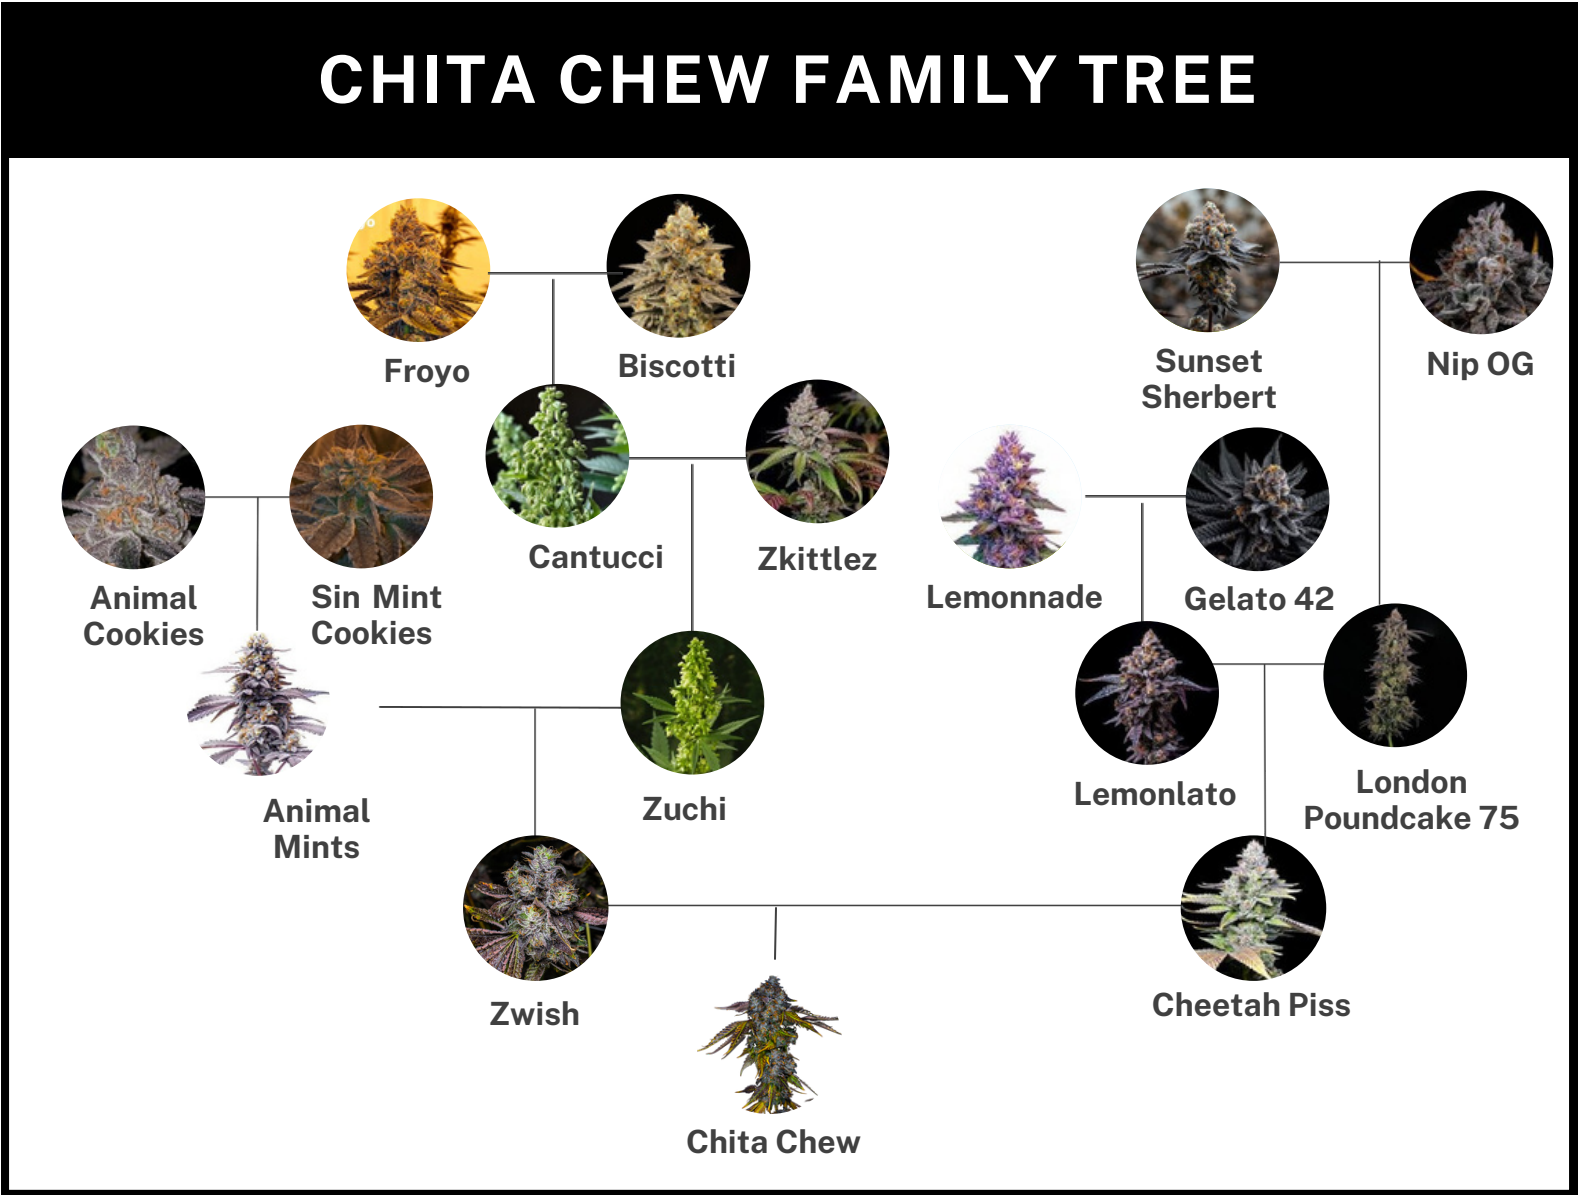 CHITA CHEW FAMILY TREE
Froyo
Biscotti
Sunset
Sherbert
Nip OG
Cantucci
Zkittlez
Animal
Cookies
Sin Mint
Cookies
Lemonnade
Gelato 42
Animal
Mints
Zuchi
Lemonlato
London
Poundcake 75
Zwish
Cheetah Piss
Chita Chew